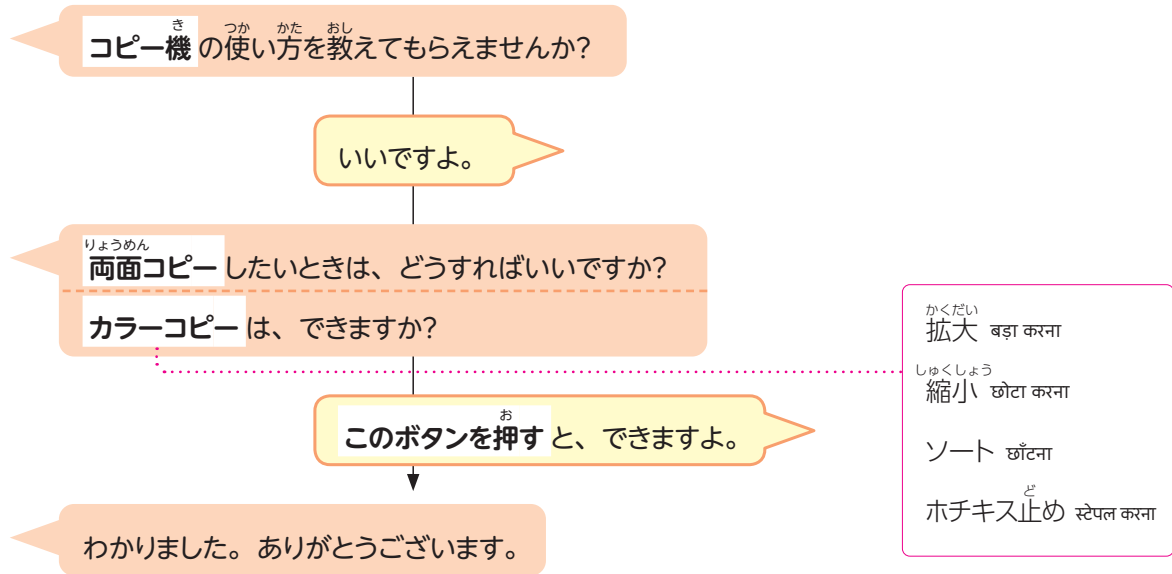 コピー機の使い方を教えてもらえませんか?
き つか かた おし
いいですよ。
りょうめん
両面コピーしたいときは、どうすればいいですか?
カラーコピーは、できますか?
お
このボタンを押すと、できますよ。
わかりました。ありがとうございます。
かくだい
拡大 बड़ा करना
しゅくしょう
縮小 छोटा करना
ソート छाँटना
ど
ホチキス止め स्टेपल करना